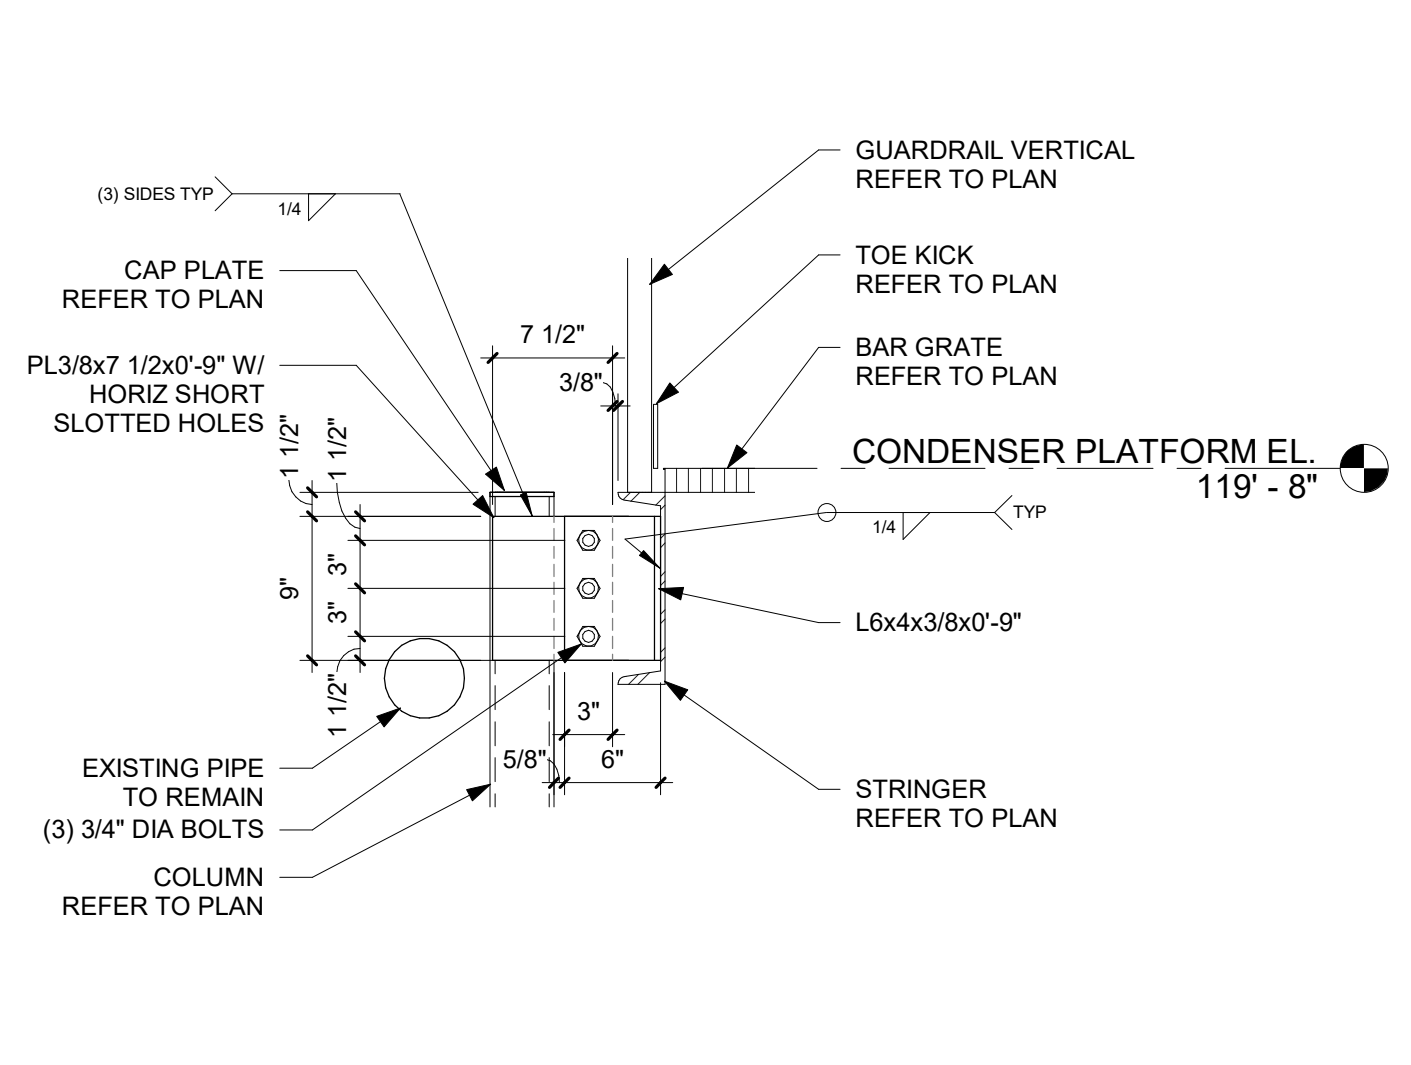 GUARDRAIL VERTICAL
REFER TO PLAN
(3) SIDES TYP
1/4
TOE KICK
REFER TO PLAN
CAP PLATE
REFER TO PLAN
7 1/2"
BAR GRATE
REFER TO PLAN
PL3/8x7 1/2x0'-9" W/
HORIZ SHORT
SLOTTED HOLES
3/8"
1 1/2"
1 1/2"
CONDENSER PLATFORM EL.
119' - 8"
1/4
TYP
3"
9"
3"
L6x4x3/8x0'-9"
1 1/2"
3"
5/8"
6"
EXISTING PIPE
TO REMAIN
(3) 3/4" DIA BOLTS
STRINGER
REFER TO PLAN
COLUMN
REFER TO PLAN